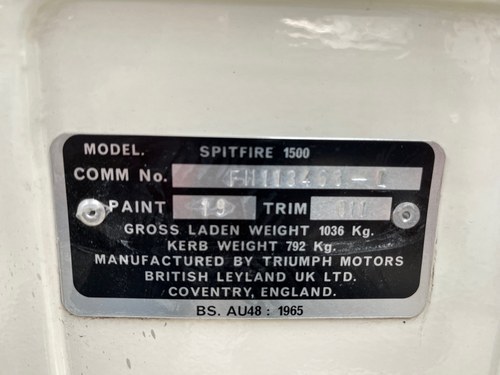 MODEL. SPITFIRE 1500
COMM No.
PAINT 19 TRIM
GROSS LADEN WEIGHT 1036 Kg.
KERB WEIGHT 792 Kg.
MANUFACTURED BY TRIUMPH MOTORS
BRITISH LEYLAND UK LTD.
COVENTRY, ENGLAND.
BS. AU48 : 1965